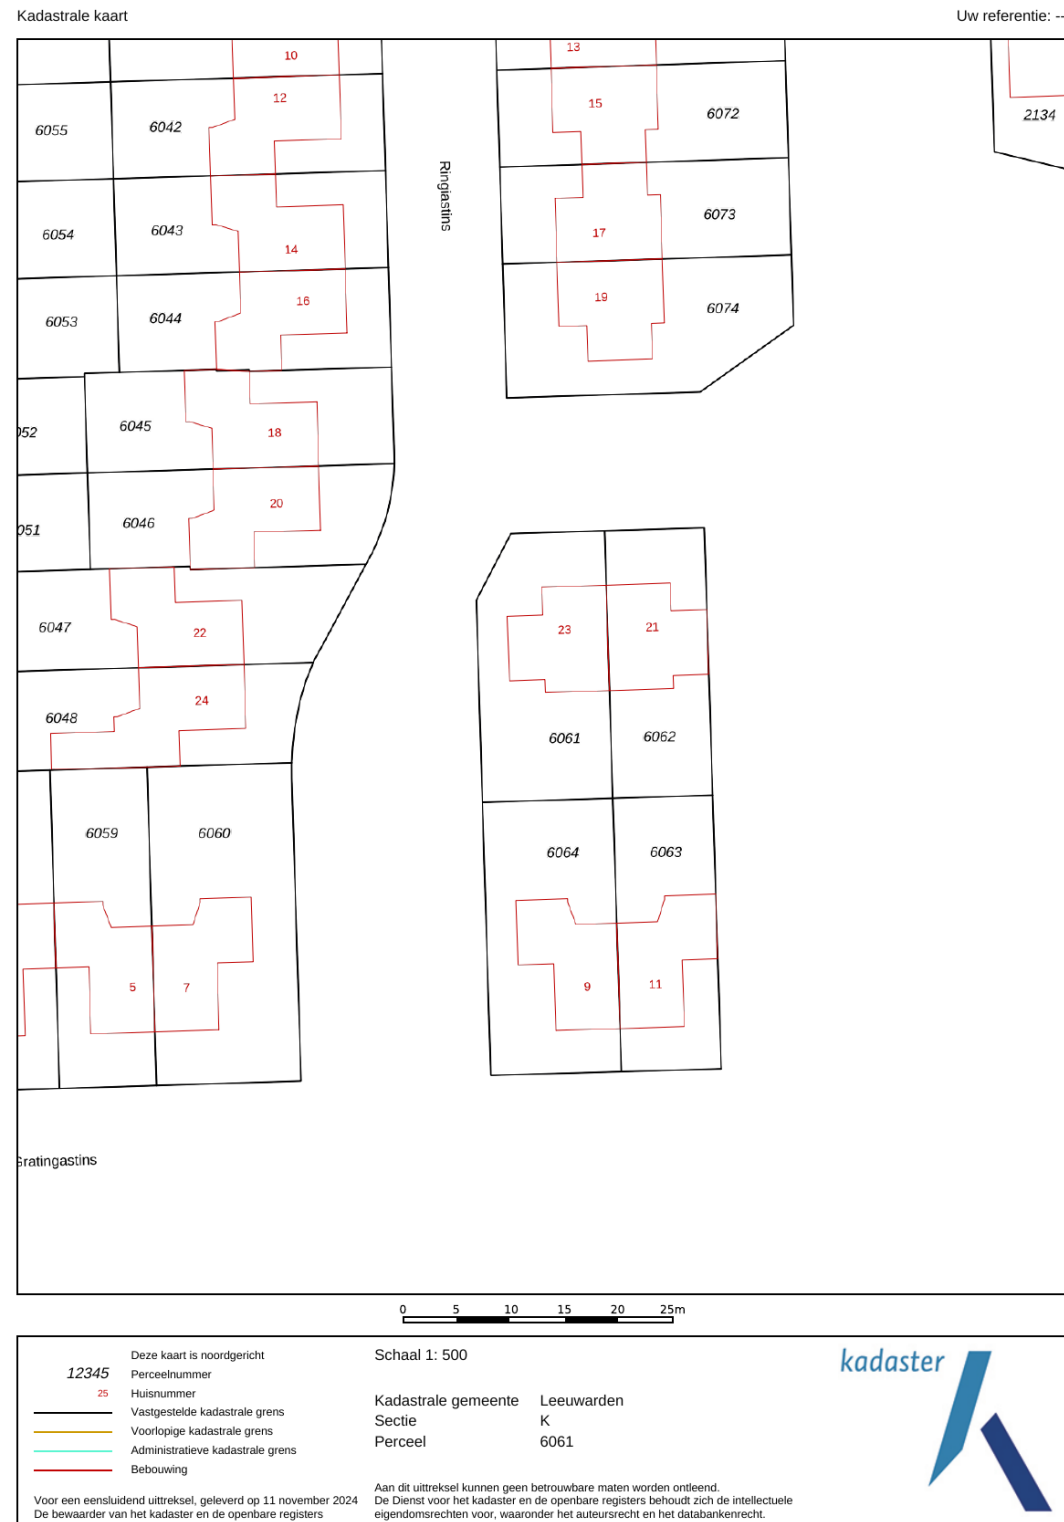 Kadastrale kaart
Uw referentie: --
10
13
12
15
6055
6042
6072
2134
Ringiastins
6054
6043
14
17
6073
6053
6044
16
19
6074
052
6045
18
051
6046
20
6047
22
23
21
6048
24
6061
6062
6059
6060
6064
6063
5
7
9
11
Gratingastins
0 5 10 15 20 25m
Deze kaart is noordgericht
12345 Perceelnummer
25 Huisnummer
Vastgestelde kadastrale grens
Voorlopige kadastrale grens
Administratieve kadastrale grens
Bebouwing
Voor een eensluidend uittreksel, geleverd op 11 november 2024
De bewaarder van het kadaster en de openbare registers
Schaal 1: 500
Kadastrale gemeente Leeuwarden
Sectie K
Perceel 6061
Aan dit uittreksel kunnen geen betrouwbare maten worden ontleend.
De Dienst voor het kadaster en de openbare registers behoudt zich de intellectuele
eigendomsrechten voor, waaronder het auteursrecht en het databankenrecht.
kadaster